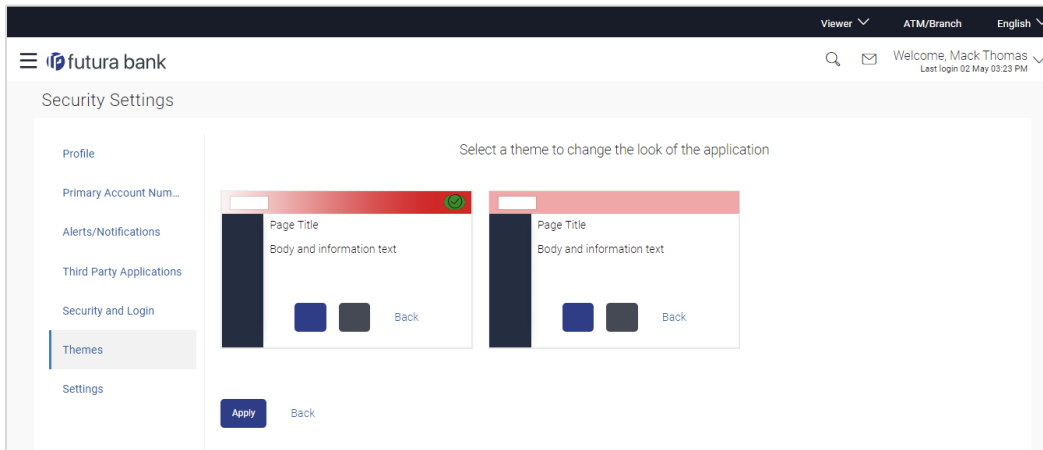 Viewer ATM/Branch English
futura bank
Welcome, Mack Thomas
Last login 02 May 03:23 PM
Security Settings
Profile
Primary Account Num...
Alerts/Notifications
Third Party Applications
Security and Login
Themes
Settings
Select a theme to change the look of the application
Page Title
Body and information text
Back
Page Title
Body and information text
Back
Apply Back